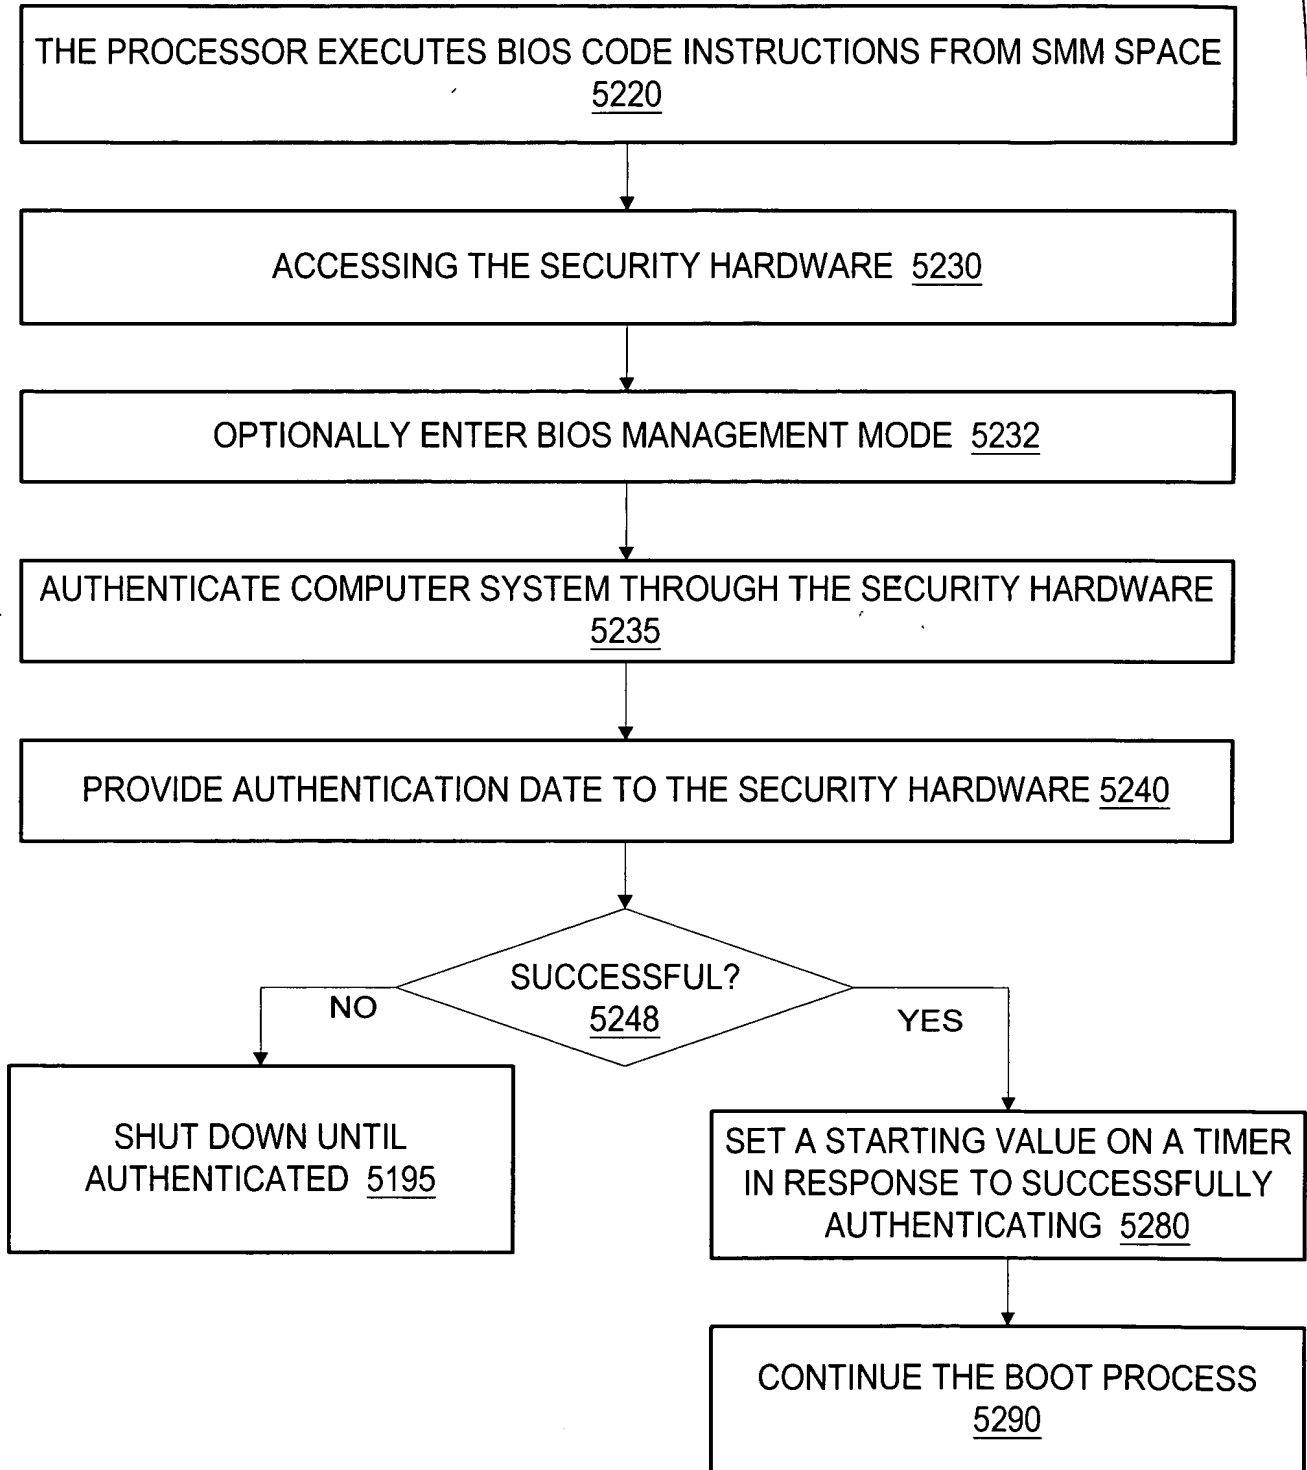 THE PROCESSOR EXECUTES BIOS CODE INSTRUCTIONS FROM SMM SPACE
5220
ACCESSING THE SECURITY HARDWARE 5230
OPTIONALLY ENTER BIOS MANAGEMENT MODE 5232
AUTHENTICATE COMPUTER SYSTEM THROUGH THE SECURITY HARDWARE
5235
PROVIDE AUTHENTICATION DATE TO THE SECURITY HARDWARE 5240
SUCCESSFUL?
5248
NO
YES
SHUT DOWN UNTIL
AUTHENTICATED 5195
SET A STARTING VALUE ON A TIMER
IN RESPONSE TO SUCCESSFULLY
AUTHENTICATING 5280
CONTINUE THE BOOT PROCESS
5290